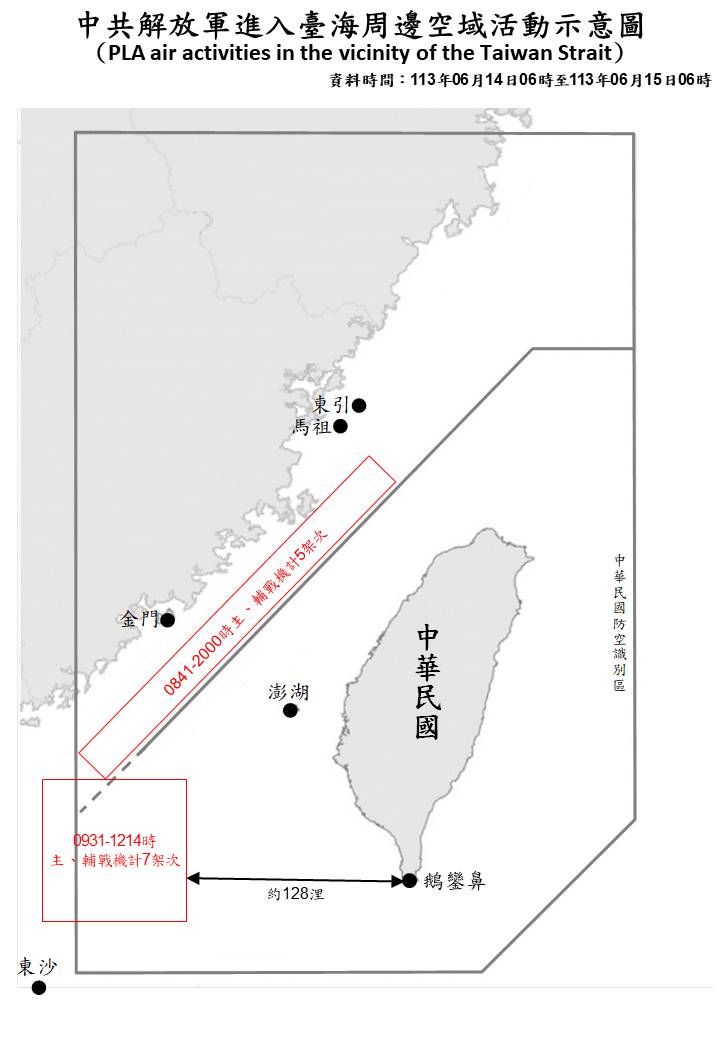 中共解放軍進入臺海周邊空域活動示意圖
（PLA air activities in the vicinity of the Taiwan Strait）
資料時間：113年06月14日06時至113年06月15日06時
東引
馬祖
0841-2000時主、輔戰機計5架次
中華民國防空識別區
金門
中華民國
澎湖
0931-1214時
主、輔戰機計7架次
鵝鑾鼻
約128浬
東沙